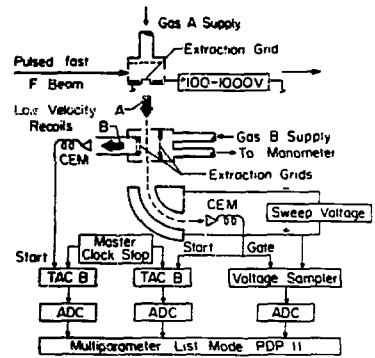 Gas A Supply
Extraction Grid
Pulsed fast
F Beam
+100-1000V
A
Low Velocity
Recoils
B
CEM
Gas B Supply
To Manometer
Extraction Grids
CEM
Sweep Voltage
Start
Master
Clock Stop
Start
Gate
TAC B
TAC B
Voltage Sampler
ADC
ADC
ADC
Multiparameter List Mode PDP 11